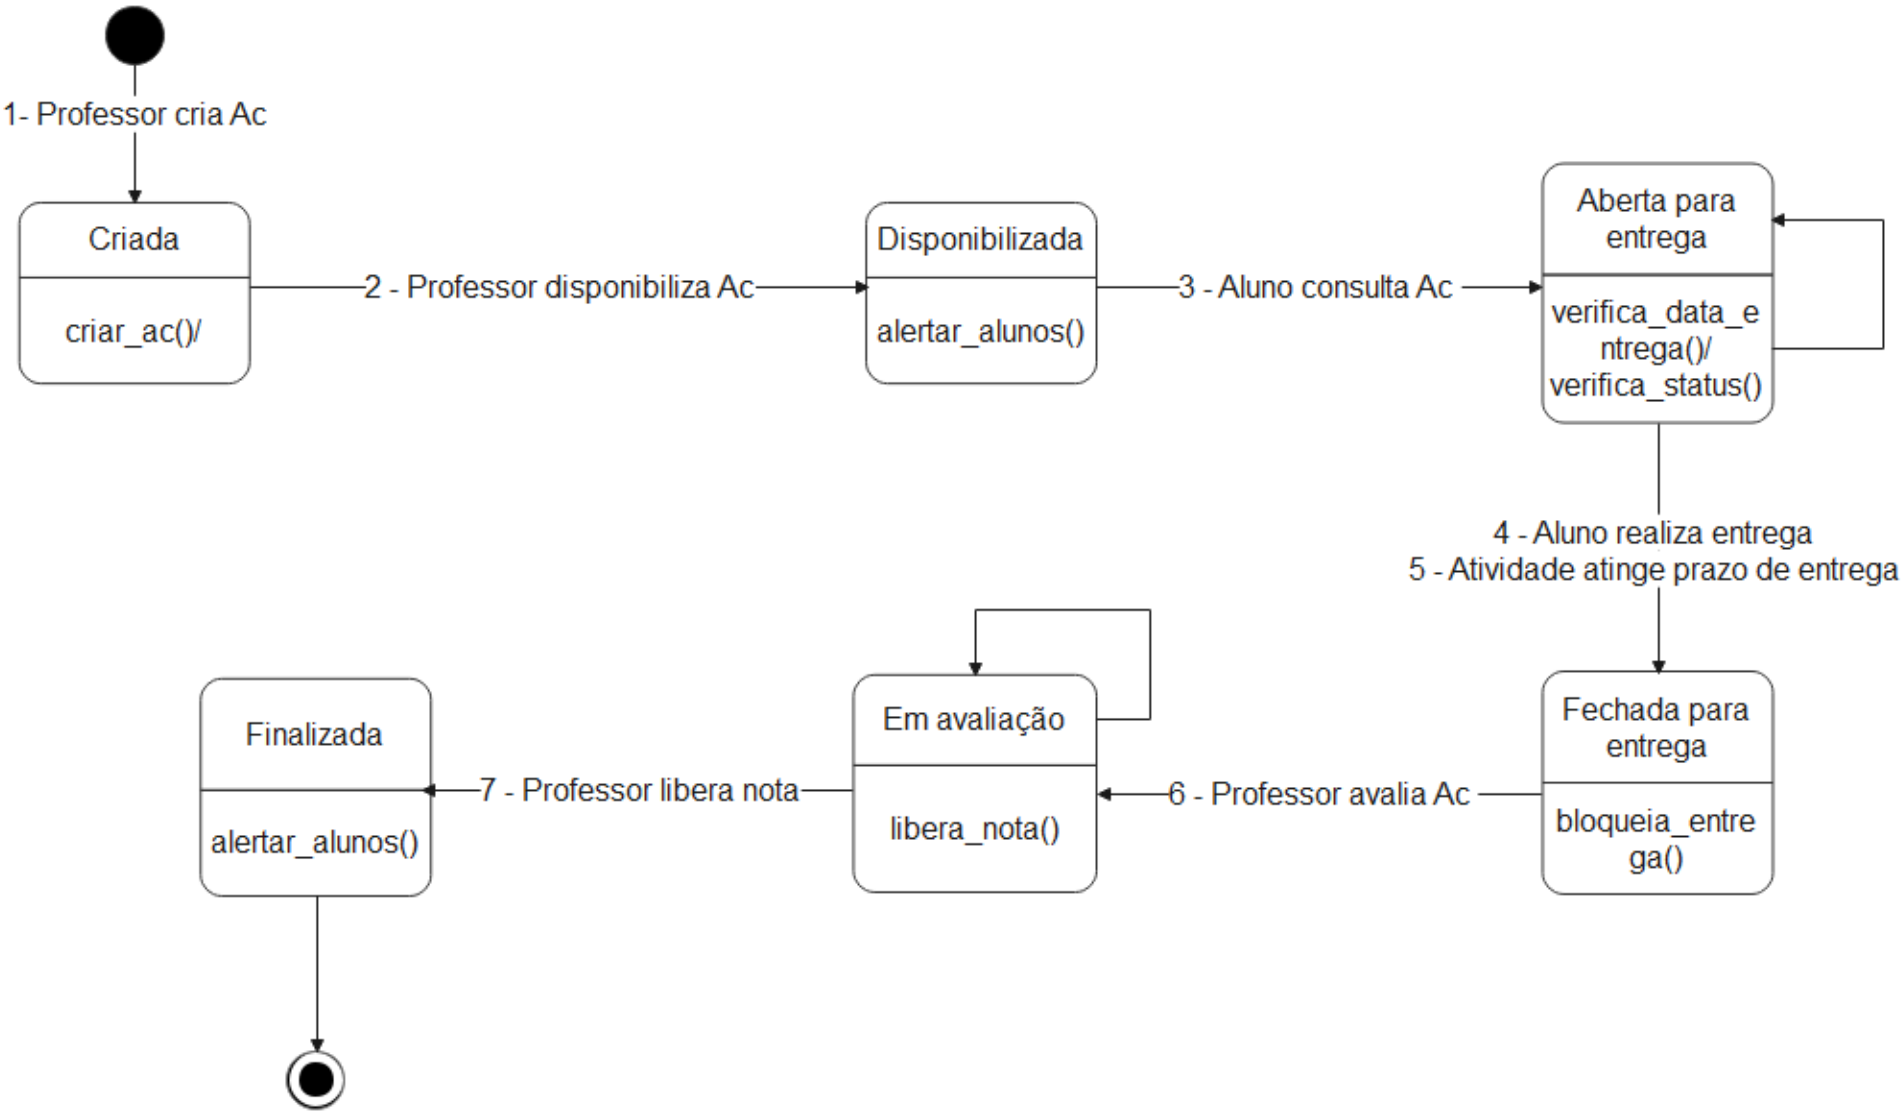 1- Professor cria Ac
Criada
criar_ac()/
2 - Professor disponibiliza Ac
Disponibilizada
alertar_alunos()
3 - Aluno consulta Ac
Aberta para
entrega
verifica_data_e
ntrega()/
verifica_status()
4 - Aluno realiza entrega
5 - Atividade atinge prazo de entrega
Fechada para
entrega
bloqueia_entre
ga()
6 - Professor avalia Ac
Em avaliação
libera_nota()
7 - Professor libera nota
Finalizada
alertar_alunos()